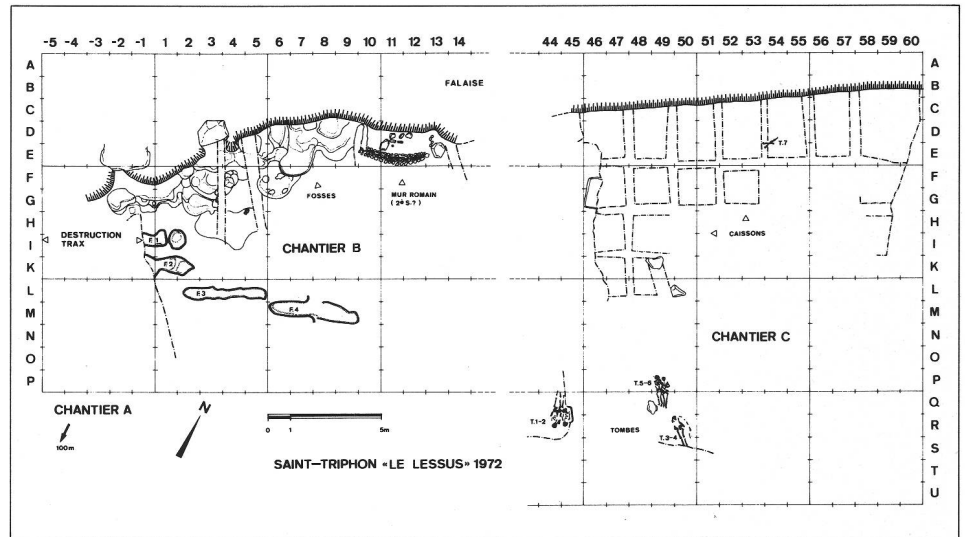 -5 -4 -3 -2 -1 1 2 3 4 5 6 7 8 9 10 11 12 13 14
44 45 46 47 48 49 50 51 52 53 54 55 56 57 58 59 60
A
B
C
D
E
F
G
H
I
K
L
M
N
O
P
FALAISE
FOSSES
MUR ROMAIN
(2è S.?)
DESTRUCTION
TRAX
CHANTIER B
F.1
F.2
F.3
F.4
CHANTIER A
100m
N
0 1 5m
SAINT-TRIPHON «LE LESSUS» 1972
T.7
CAISSONS
CHANTIER C
T.5-6
T.1-2
TOMBES
T.3-4
A
B
C
D
E
F
G
H
I
K
L
M
N
O
P
Q
R
S
T
U